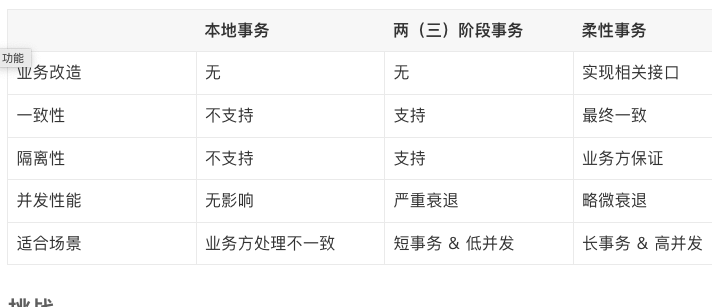 本地事务 两（三）阶段事务 柔性事务
功能
业务改造 无 无 实现相关接口
一致性 不支持 支持 最终一致
隔离性 不支持 支持 业务方保证
并发性能 无影响 严重衰退 略微衰退
适合场景 业务方处理不一致 短事务 & 低并发 长事务 & 高并发
挑战